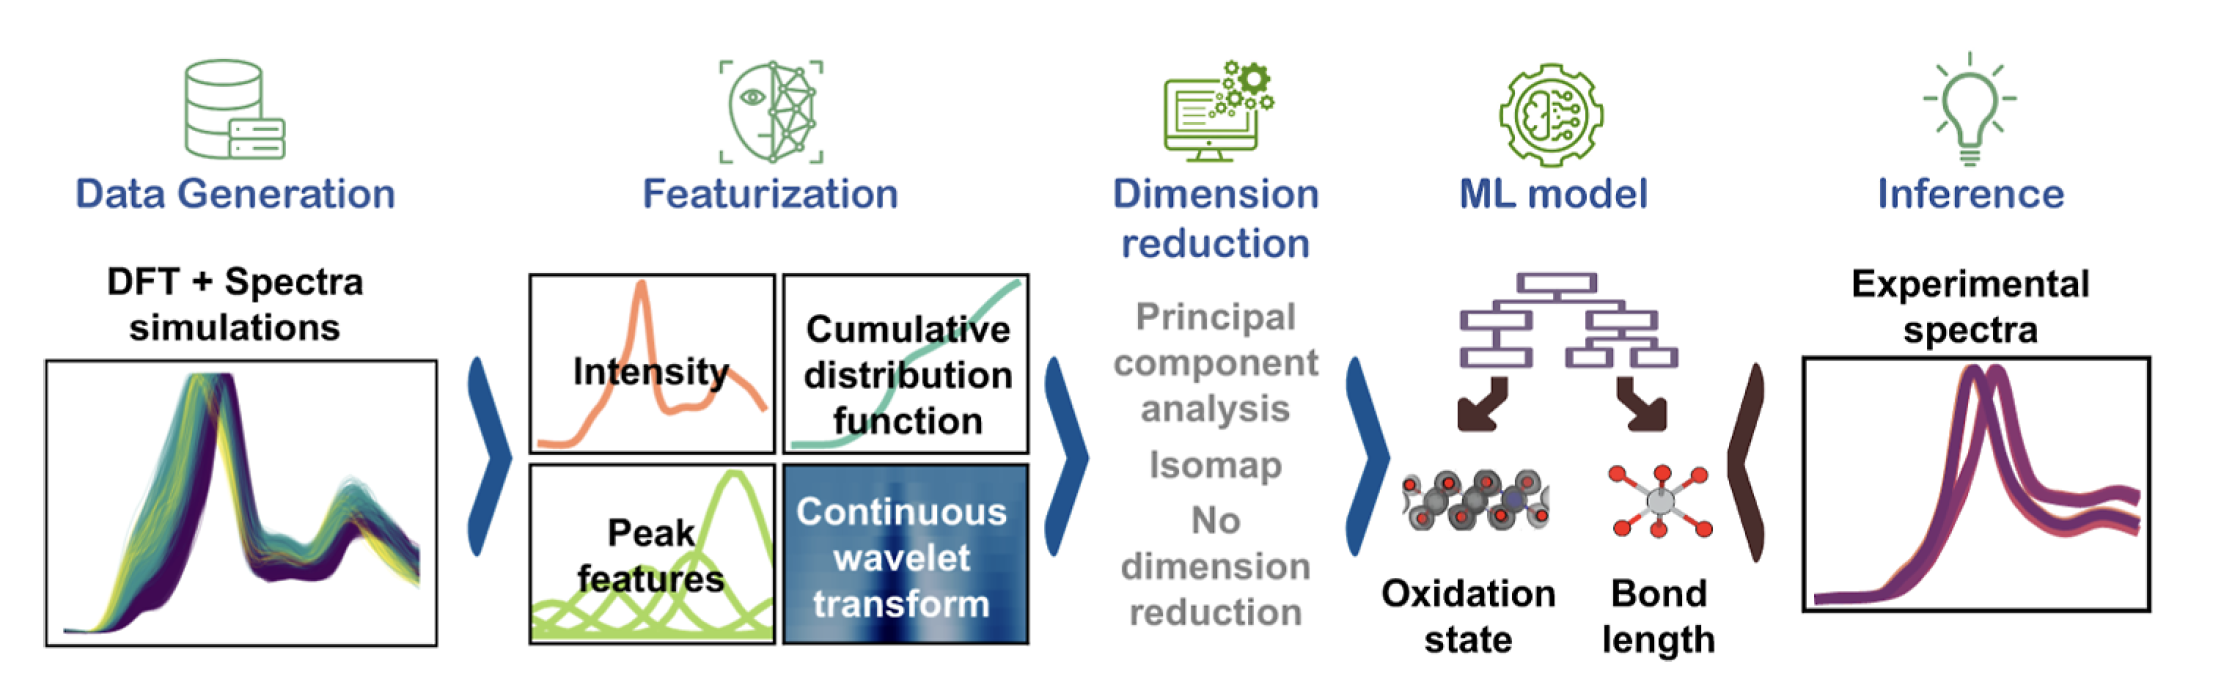 Data Generation
DFT + Spectra
simulations
Featurization
Intensity
Cumulative
distribution
function
Peak
features
Continuous
wavelet
transform
Dimension
reduction
Principal
component
analysis
Isomap
No
dimension
reduction
ML model
Oxidation
state
Bond
length
Inference
Experimental
spectra